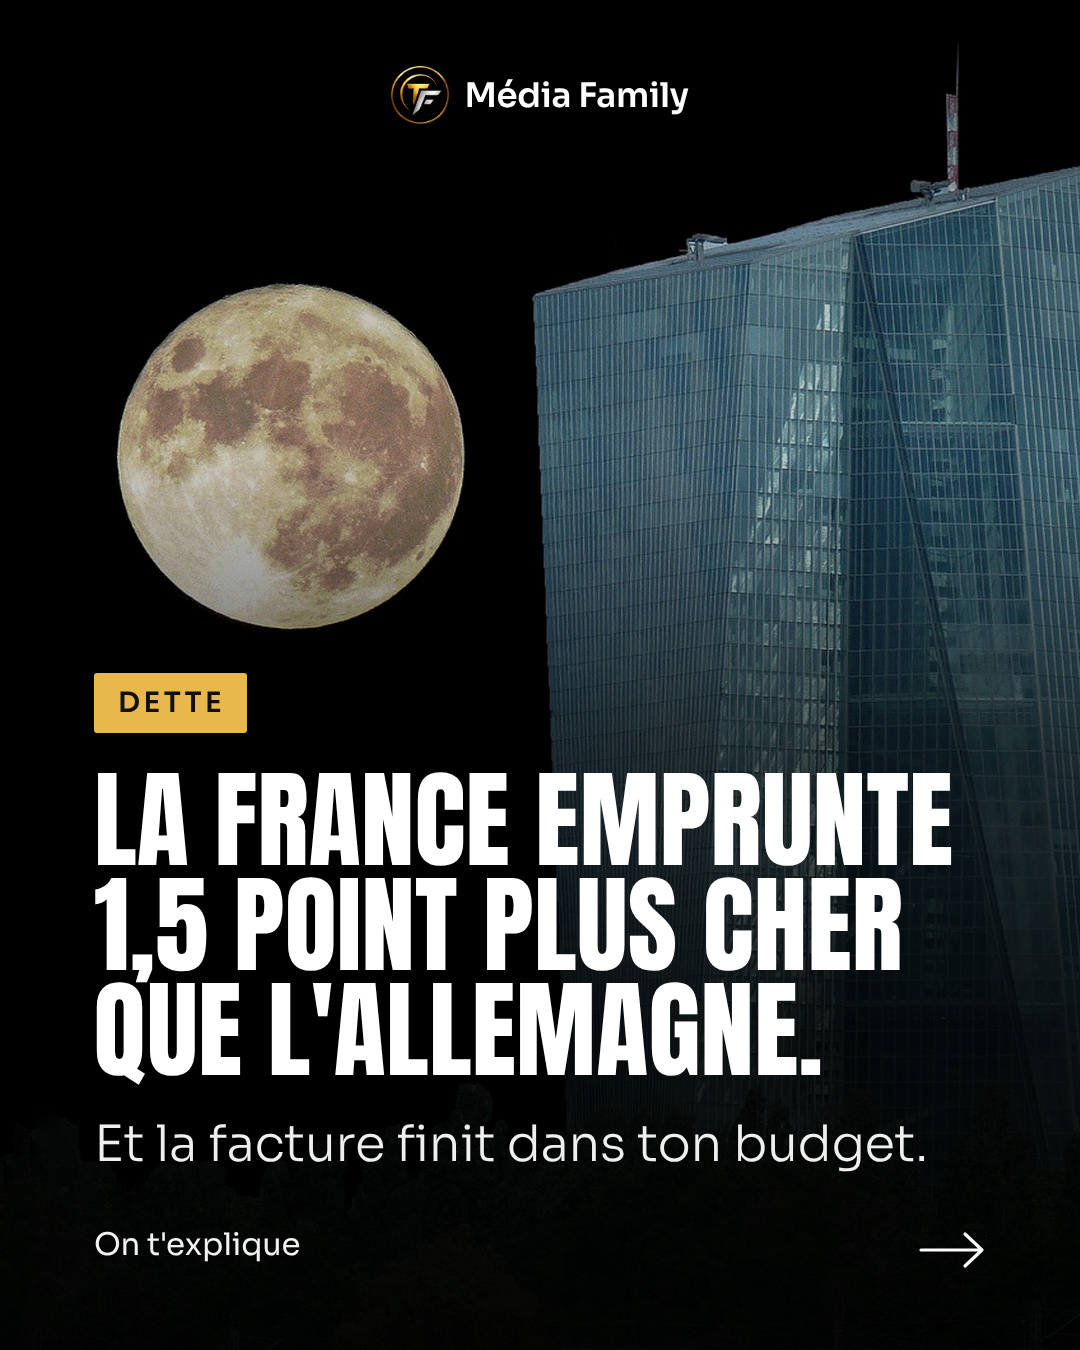 TF Média Family
DETTE
LA FRANCE EMPRUNTE
1,5 POINT PLUS CHER
QUE L'ALLEMAGNE.
Et la facture finit dans ton budget.
On t'explique